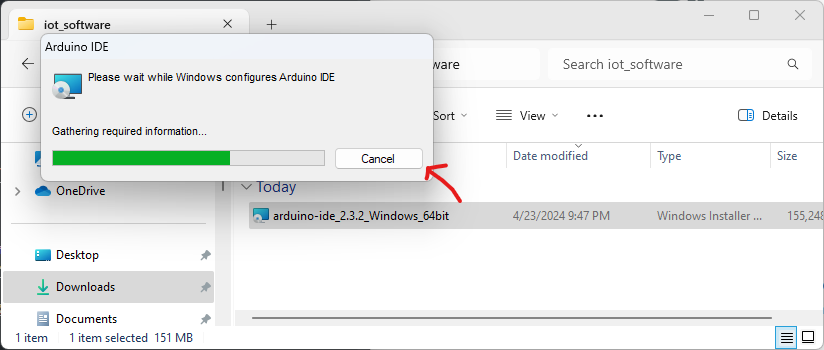 iot_software
Arduino IDE
Please wait while Windows configures Arduino IDE
Gathering required information...
Cancel
Search iot_software
Sort
View
Details
Date modified
Type
Size
Today
arduino-ide_2.3.2_Windows_64bit
4/23/2024 9:47 PM
Windows Installer ...
155,248
OneDrive
Desktop
Downloads
Documents
1 item
1 item selected 151 MB